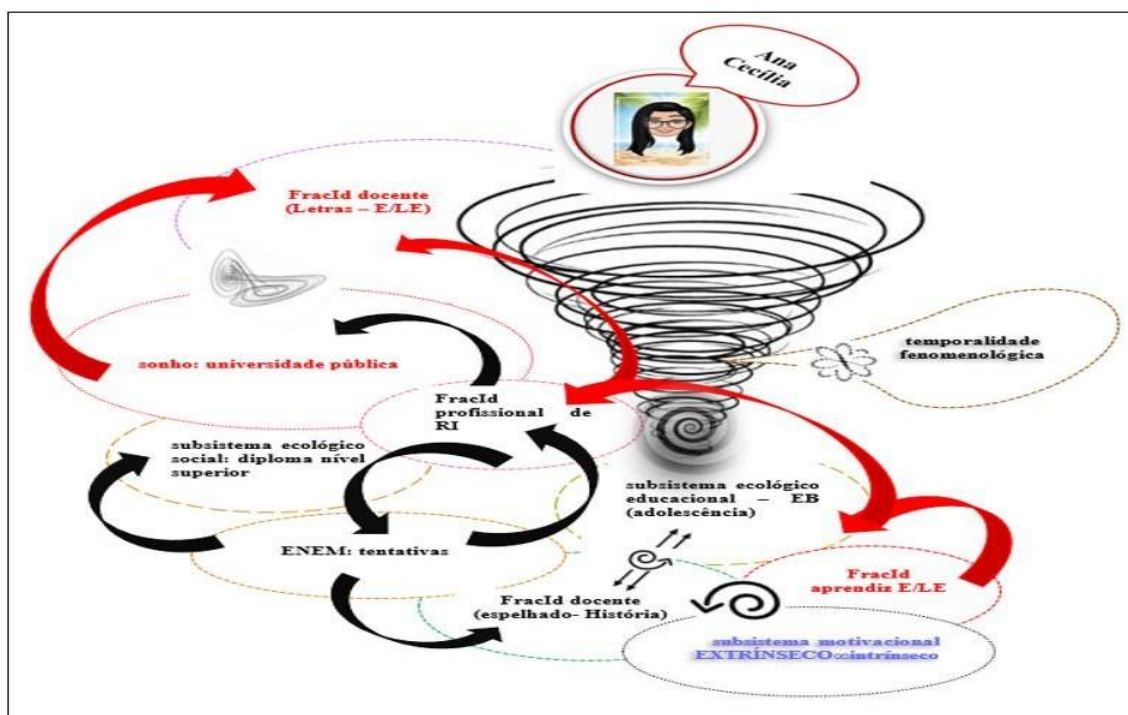 Ana
Cecília
FracId docente
(Letras – E/LE)
temporalidade
fenomenológica
sonho: universidade pública
FracId
profissional de
RI
subsistema ecológico
social: diploma nível
superior
subsistema ecológico
educacional – EB
(adolescência)
ENEM: tentativas
FracId
aprendiz E/LE
FracId docente
(espelhado- História)
subsistema motivacional
EXTRÍNSECO∞intrínseco